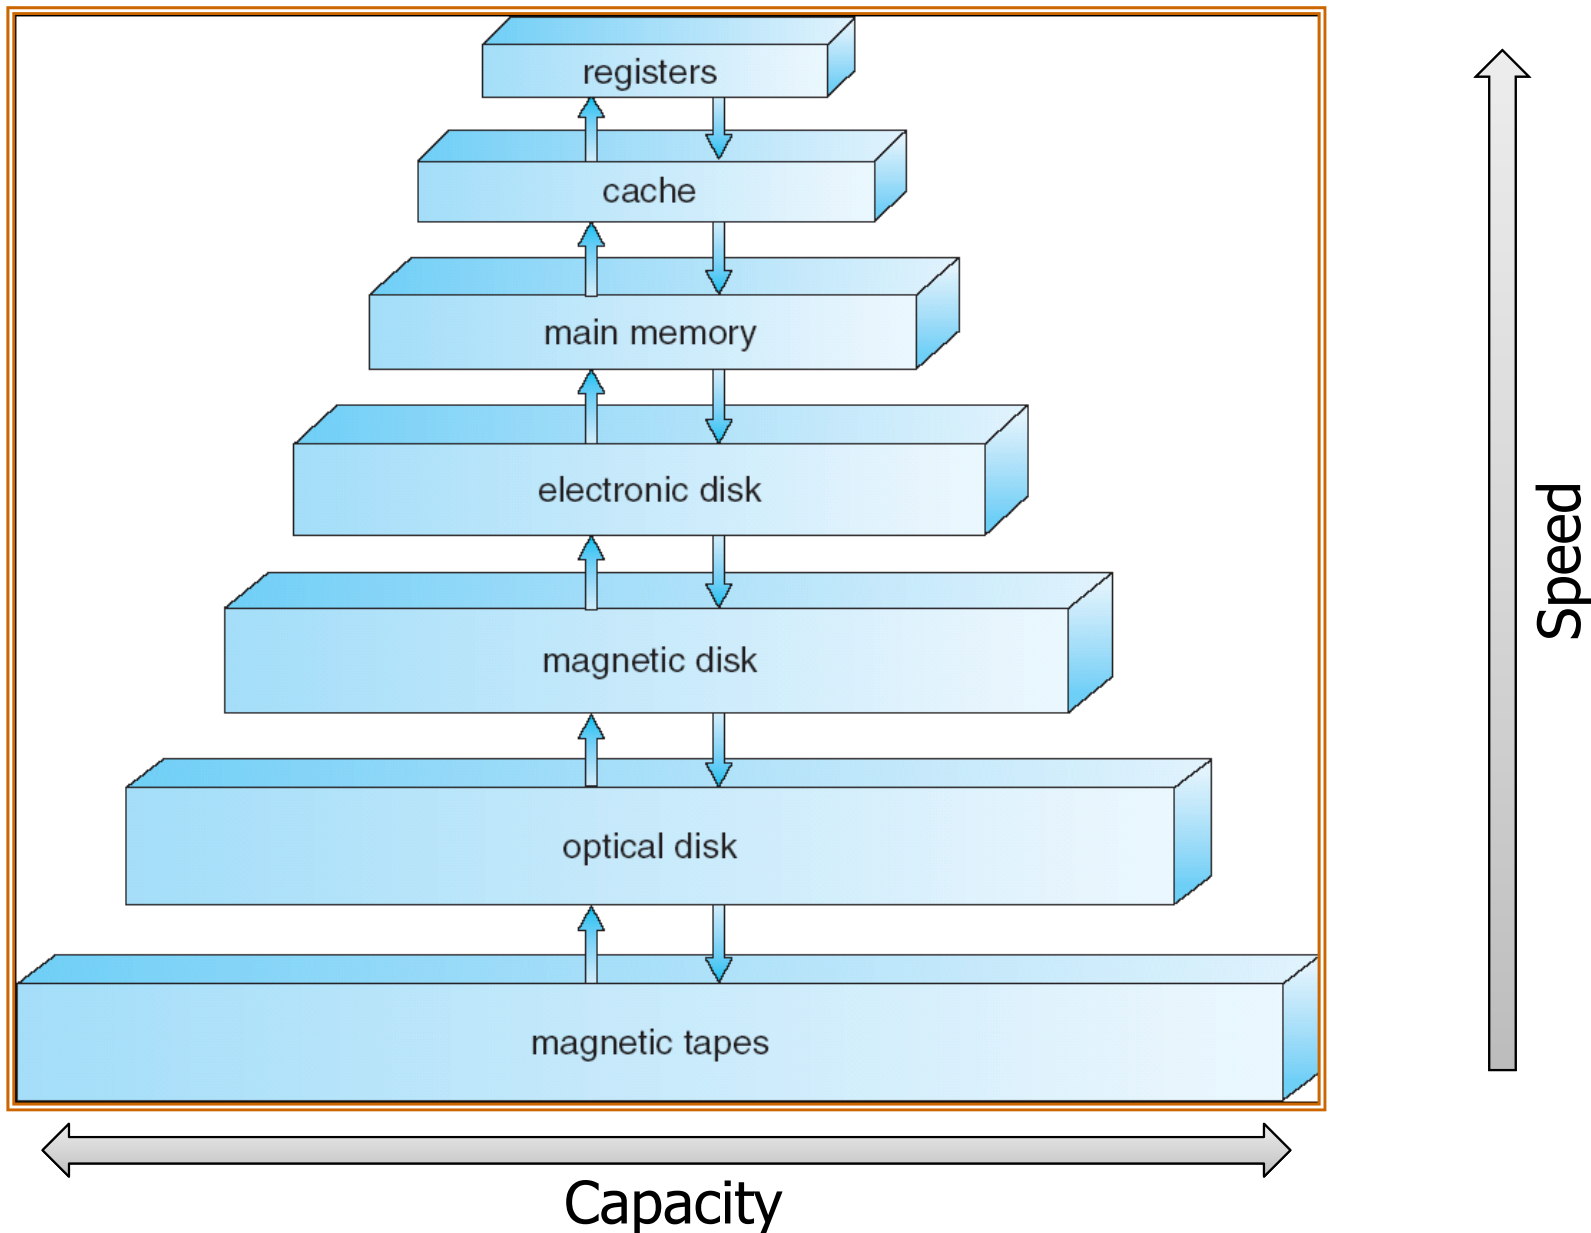 registers
cache
main memory
electronic disk
magnetic disk
optical disk
magnetic tapes
Capacity
Speed